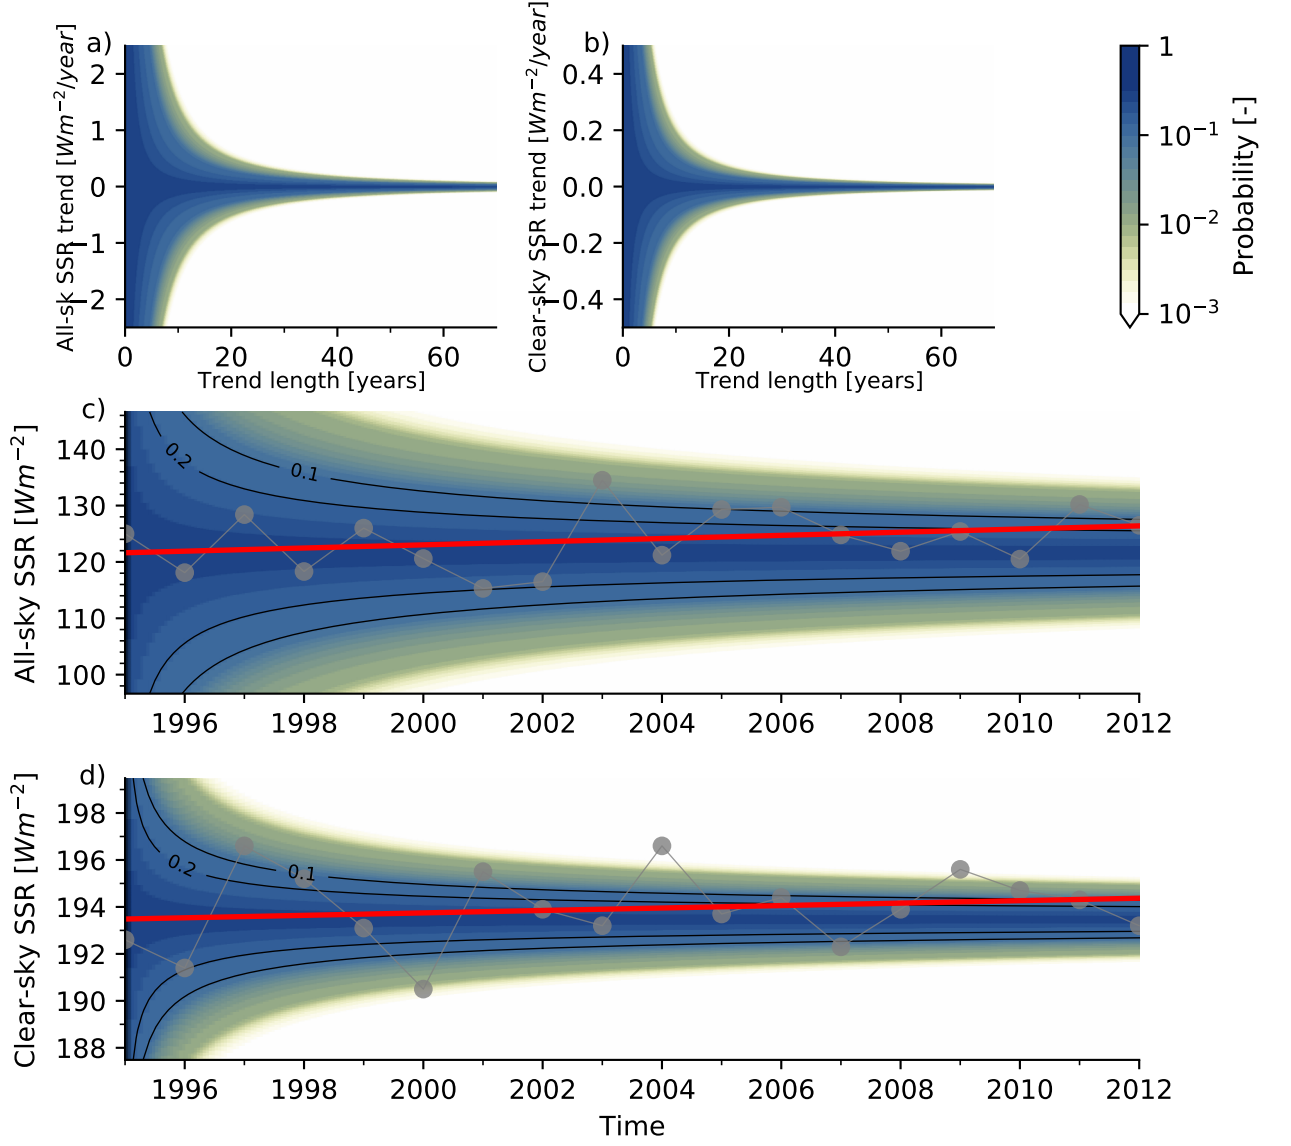 a)
All-sk SSR trend [Wm⁻²/year]
2
1
0
−1
−2
0 20 40 60
Trend length [years]
b)
Clear-sky SSR trend [Wm⁻²/year]
0.4
0.2
0.0
−0.2
−0.4
0 20 40 60
Trend length [years]
1
10⁻¹
10⁻²
10⁻³
Probability [-]
c)
All-sky SSR [Wm⁻²]
140
130
120
110
100
0.2
0.1
1996 1998 2000 2002 2004 2006 2008 2010 2012
d)
Clear-sky SSR [Wm⁻²]
198
196
194
192
190
188
0.2
0.1
1996 1998 2000 2002 2004 2006 2008 2010 2012
Time